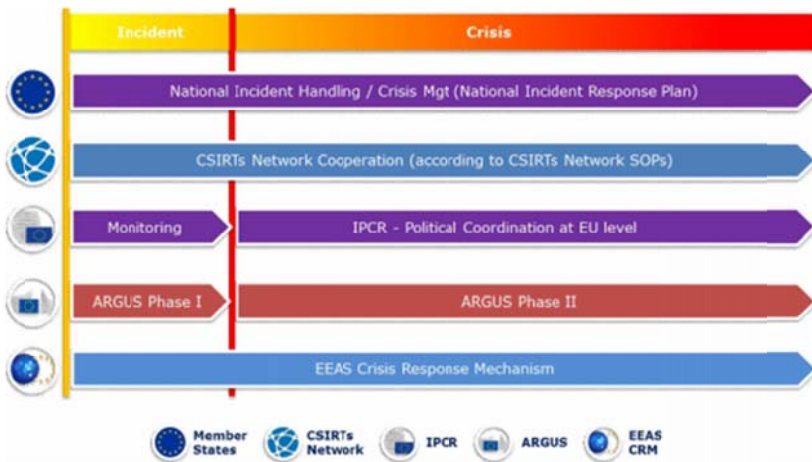 Incident Crisis
National Incident Handling / Crisis Mgt (National Incident Response Plan)
CSIRTs Network Cooperation (according to CSIRTs Network SOPs)
Monitoring IPCR - Political Coordination at EU level
ARGUS Phase I ARGUS Phase II
EEAS Crisis Response Mechanism
Member States CSIRTs Network IPCR ARGUS EEAS CRM